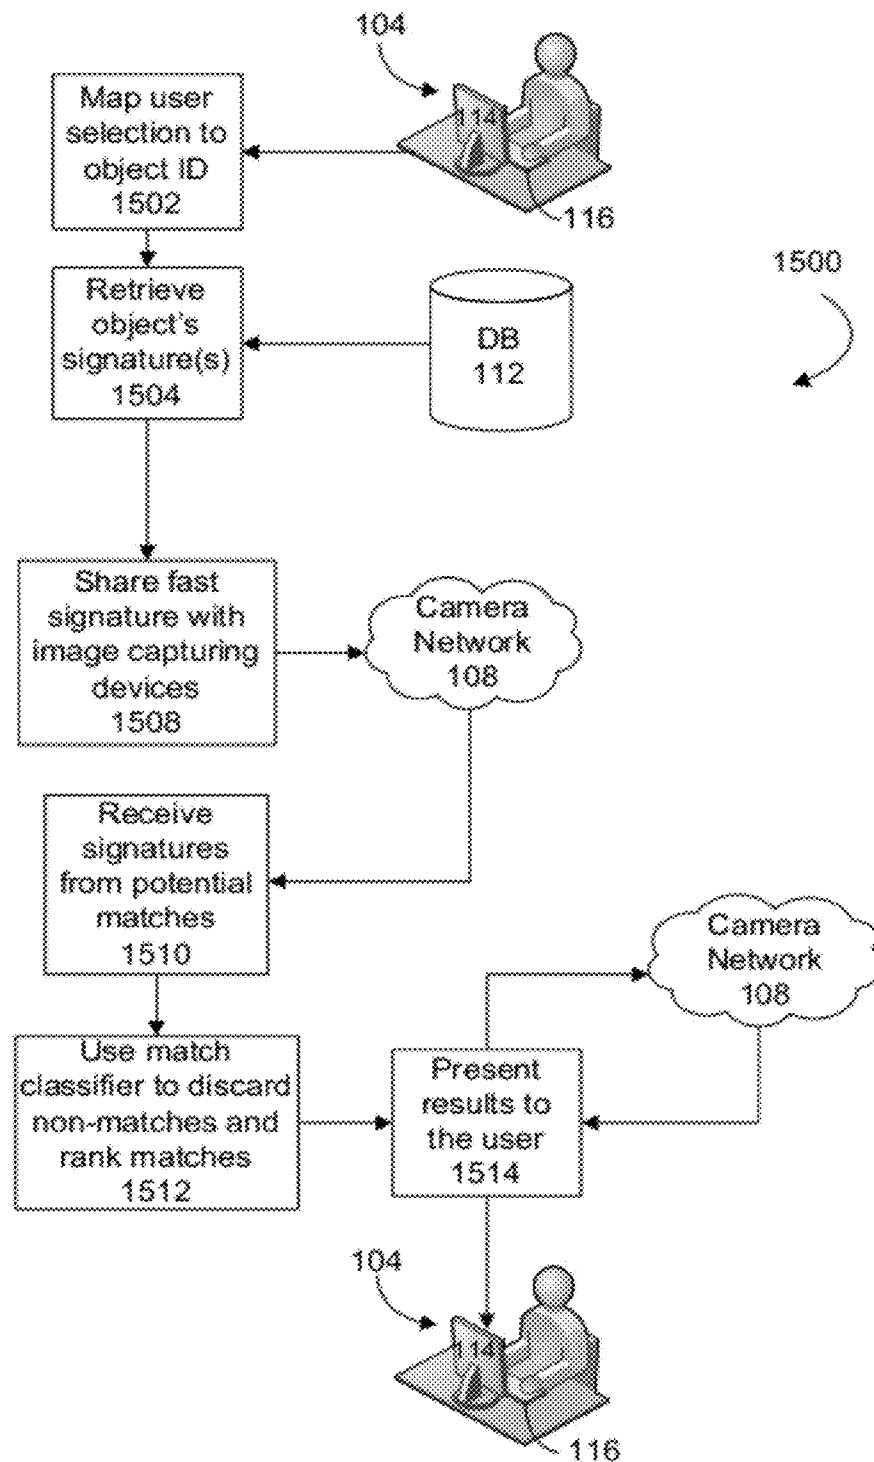 104
114
116
Map user
selection to
object ID
1502
1500
Retrieve
object's
signature(s)
1504
DB
112
Share fast
signature with
image capturing
devices
1508
Camera
Network
108
Receive
signatures
from potential
matches
1510
Camera
Network
108
Use match
classifier to discard
non-matches and
rank matches
1512
Present
results to
the user
1514
104
114
116